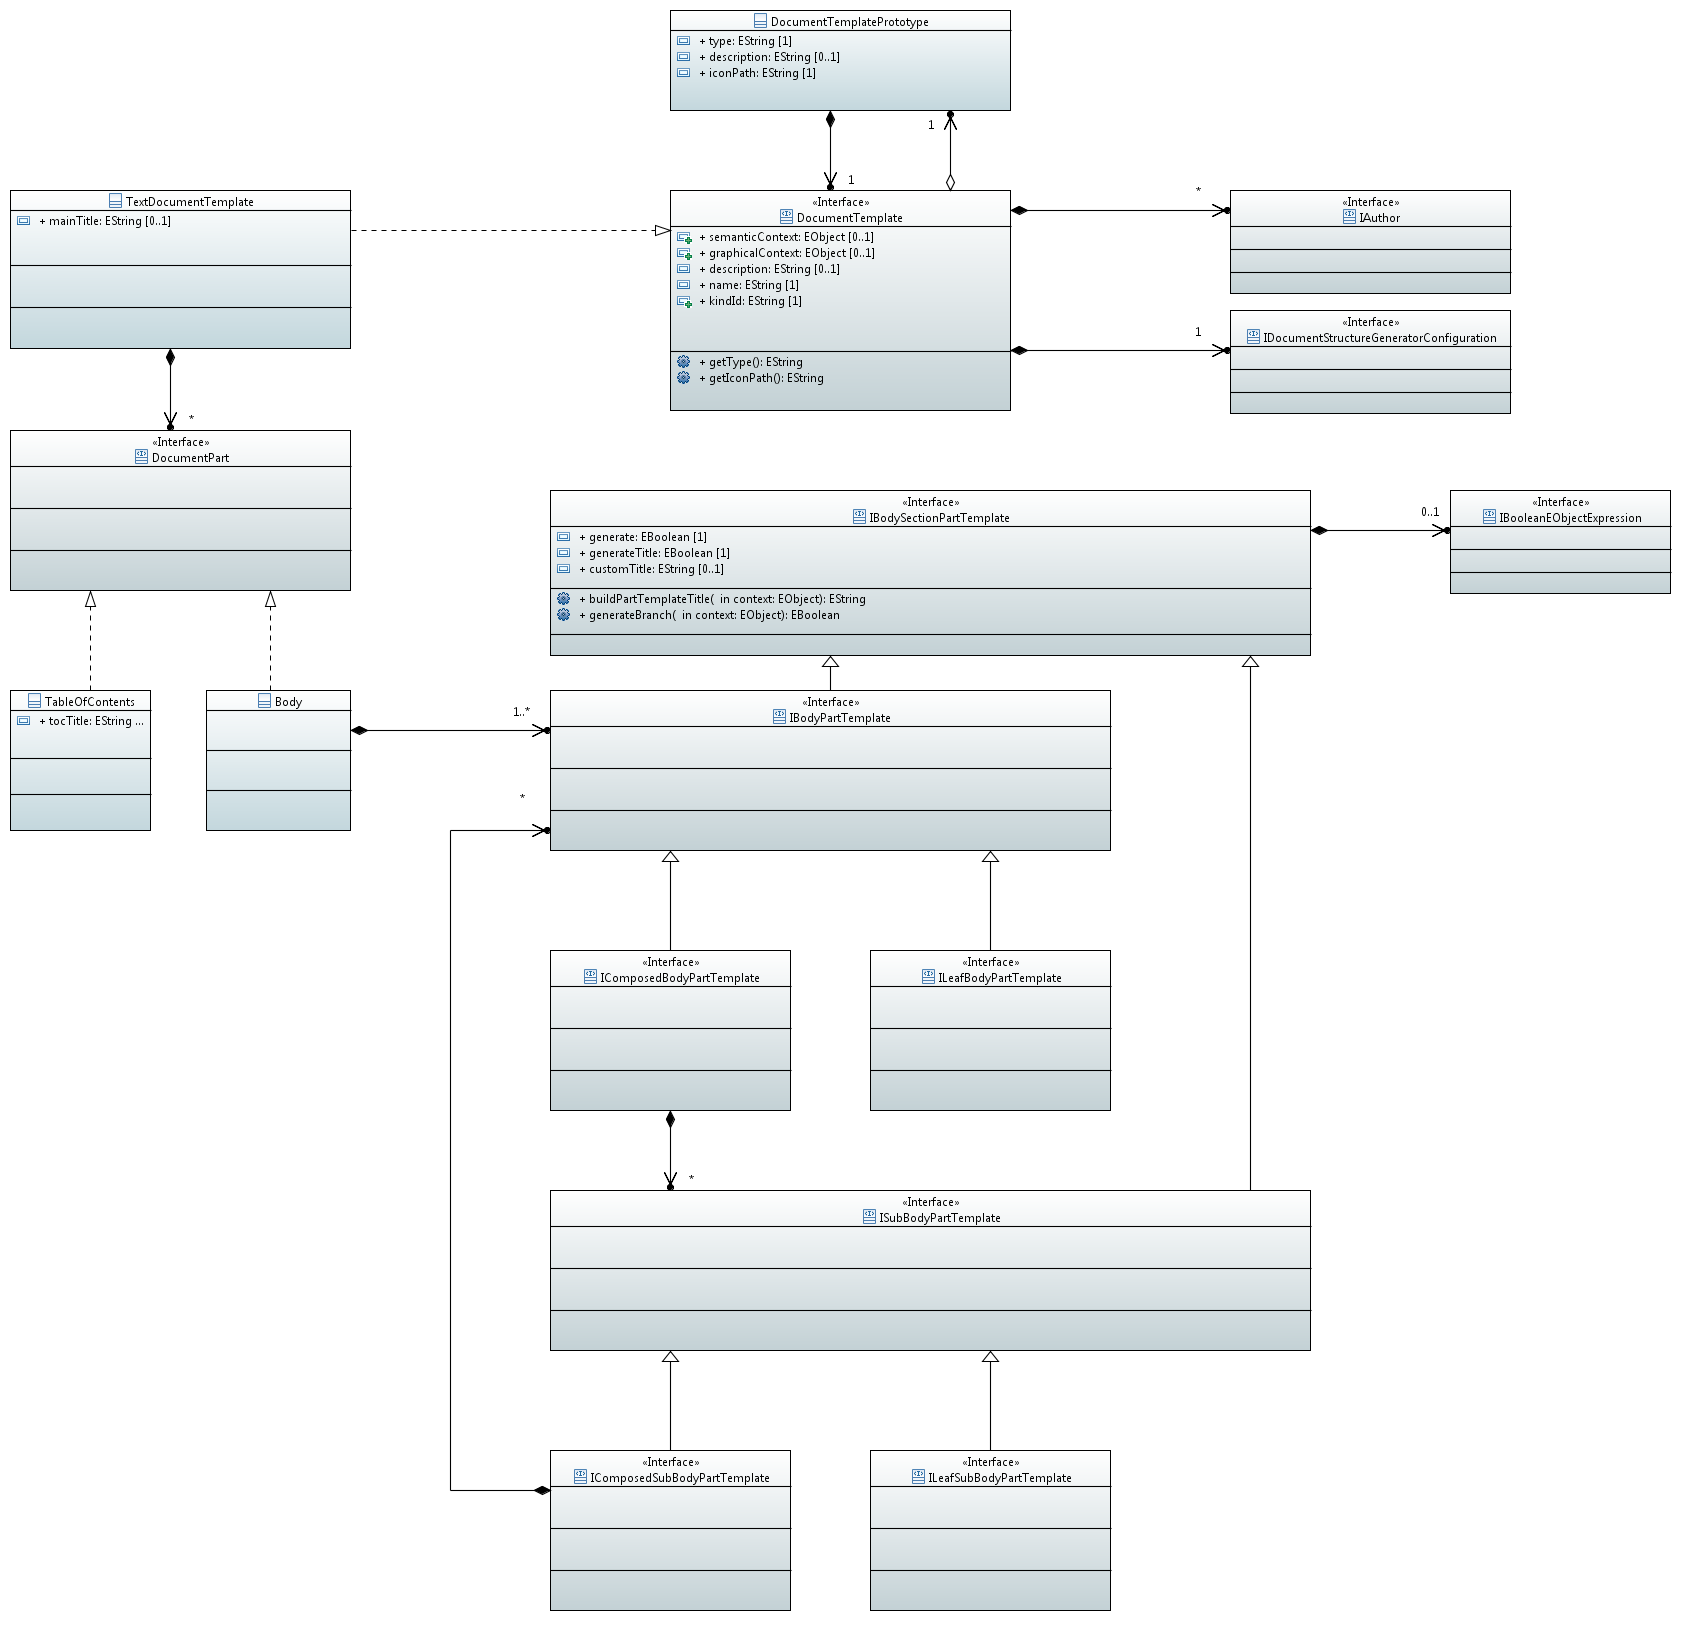 DocumentTemplatePrototype
+ type: EString [1]
+ description: EString [0..1]
+ iconPath: EString [1]
1
1
TextDocumentTemplate
+ mainTitle: EString [0..1]
«Interface»
DocumentTemplate
+ semanticContext: EObject [0..1]
+ graphicalContext: EObject [0..1]
+ description: EString [0..1]
+ name: EString [1]
+ kindId: EString [1]
+ getType(): EString
+ getIconPath(): EString
*
«Interface»
IAuthor
1
«Interface»
IDocumentStructureGeneratorConfiguration
*
«Interface»
DocumentPart
«Interface»
IBodySectionPartTemplate
+ generate: EBoolean [1]
+ generateTitle: EBoolean [1]
+ customTitle: EString [0..1]
+ buildPartTemplateTitle(  in context: EObject): EString
+ generateBranch(  in context: EObject): EBoolean
0..1
«Interface»
IBooleanEObjectExpression
TableOfContents
+ tocTitle: EString ...
Body
1..*
*
«Interface»
IBodyPartTemplate
«Interface»
IComposedBodyPartTemplate
«Interface»
ILeafBodyPartTemplate
*
«Interface»
ISubBodyPartTemplate
«Interface»
IComposedSubBodyPartTemplate
«Interface»
ILeafSubBodyPartTemplate